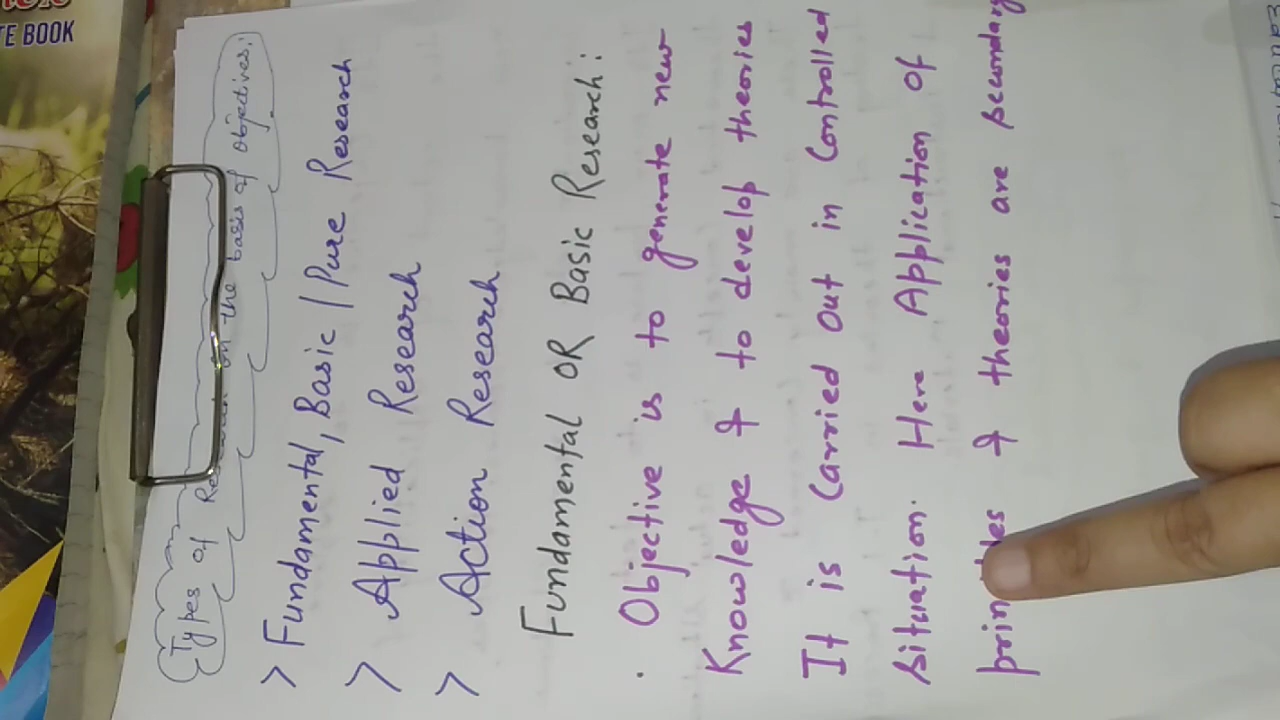 TE BOOK
Types of Research on the basis of objectives:
> Fundamental, Basic / Pure Research
> Applied Research
> Action Research
Fundamental OR Basic Research:
. Objective is to generate new
Knowledge & to develop theories
It is Carried Out in Controlled
Situation. Here Application of
principles & theories are secondary